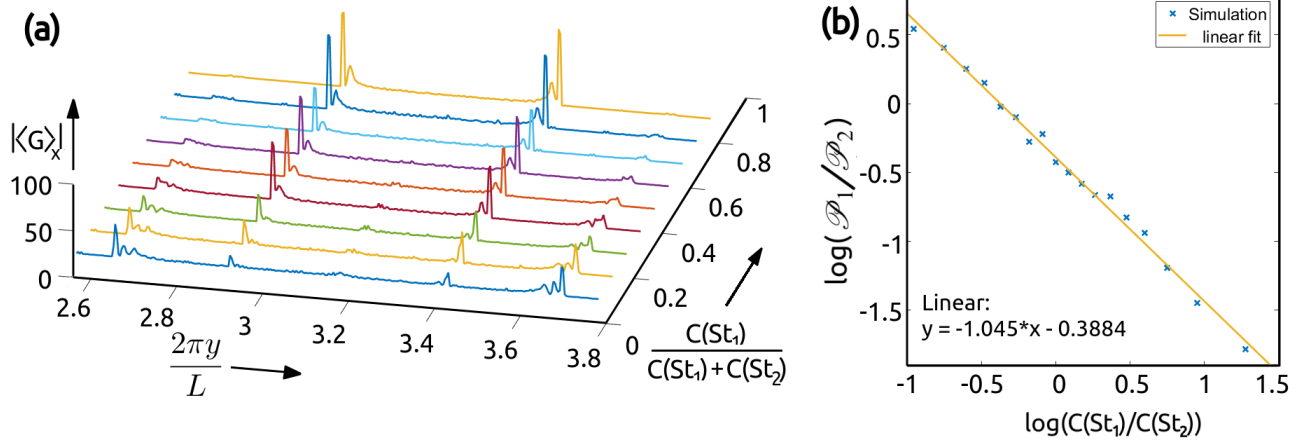 (a)
|⟨G⟩ₓ|
100
50
0
2.6
2.8
3
3.2
3.4
3.6
3.8
2πy
L
0
0.2
0.4
0.6
0.8
1
C(St₁)
C(St₁)+C(St₂)
(b)
Simulation
linear fit
log(𝒫₁/𝒫₂)
0.5
0
-0.5
-1
-1.5
Linear:
y = -1.045*x - 0.3884
-1
-0.5
0
0.5
1
1.5
log(C(St₁)/C(St₂))